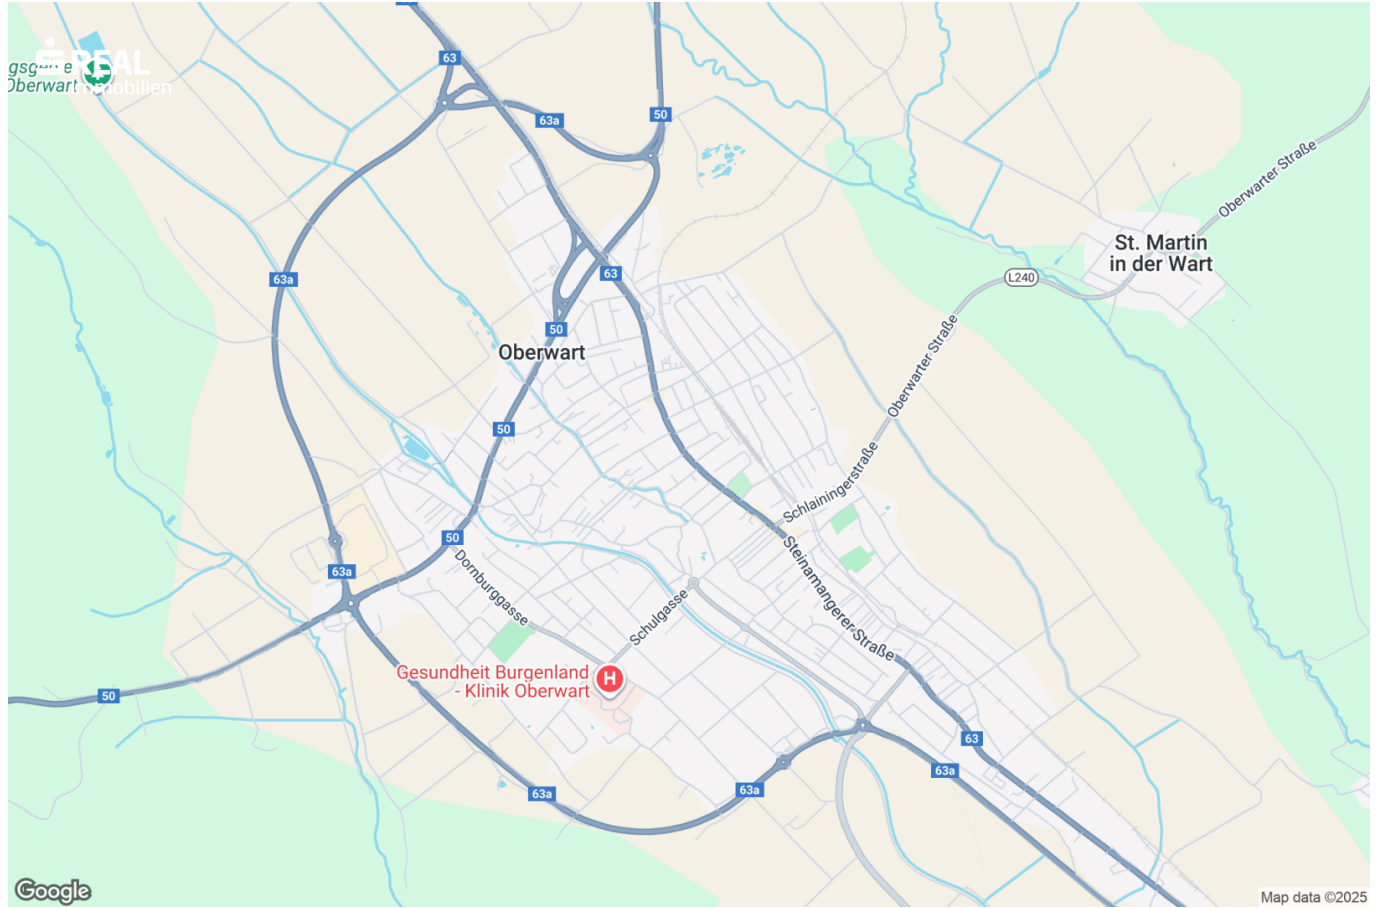 63
50
63a
REAL
Immobilien
Oberwart
Oberwarter Straße
St. Martin
in der Wart
63a
63
L240
50
Oberwart
Oberwarter Straße
50
Schlainingerstraße
50
63a
Dornburggasse
Steinamangerer Straße
Schulgasse
Gesundheit Burgenland
- Klinik Oberwart
H
50
63
63a
63a
63a
Google
Map data ©2025